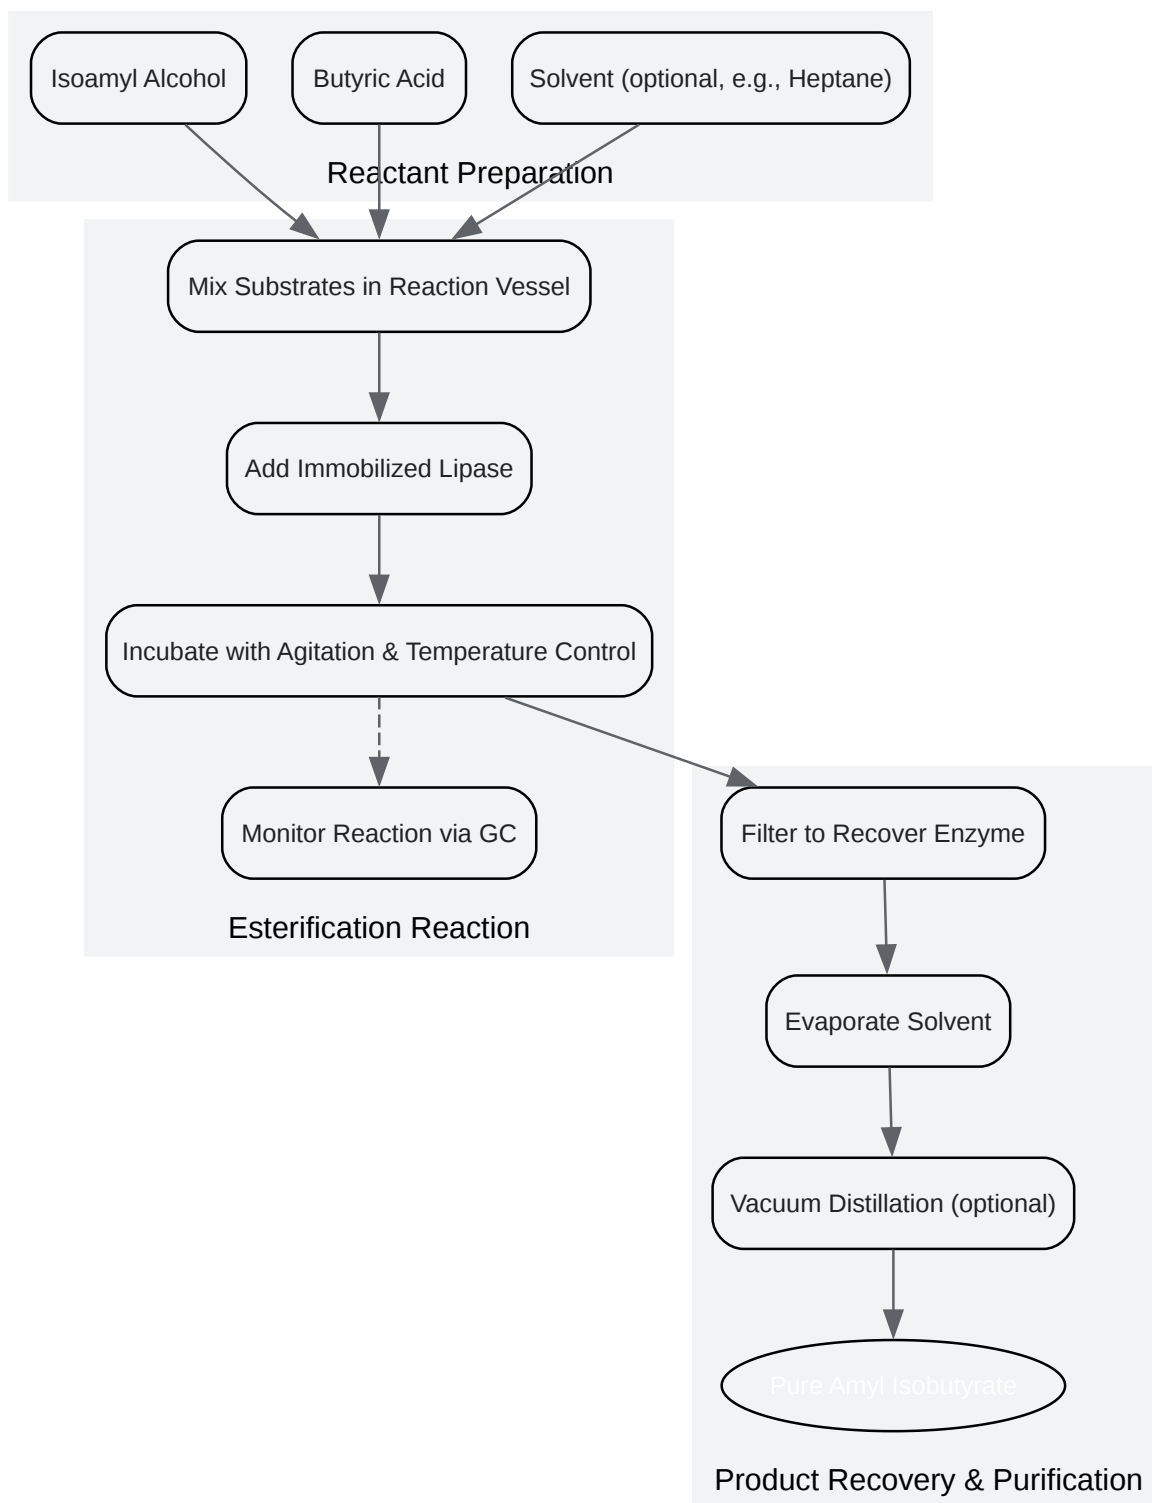 Isoamyl Alcohol
Butyric Acid
Solvent (optional, e.g., Heptane)
Reactant Preparation
Mix Substrates in Reaction Vessel
Add Immobilized Lipase
Incubate with Agitation & Temperature Control
Monitor Reaction via GC
Esterification Reaction
Filter to Recover Enzyme
Evaporate Solvent
Vacuum Distillation (optional)
Pure Amyl Isobutyrate
Product Recovery & Purification